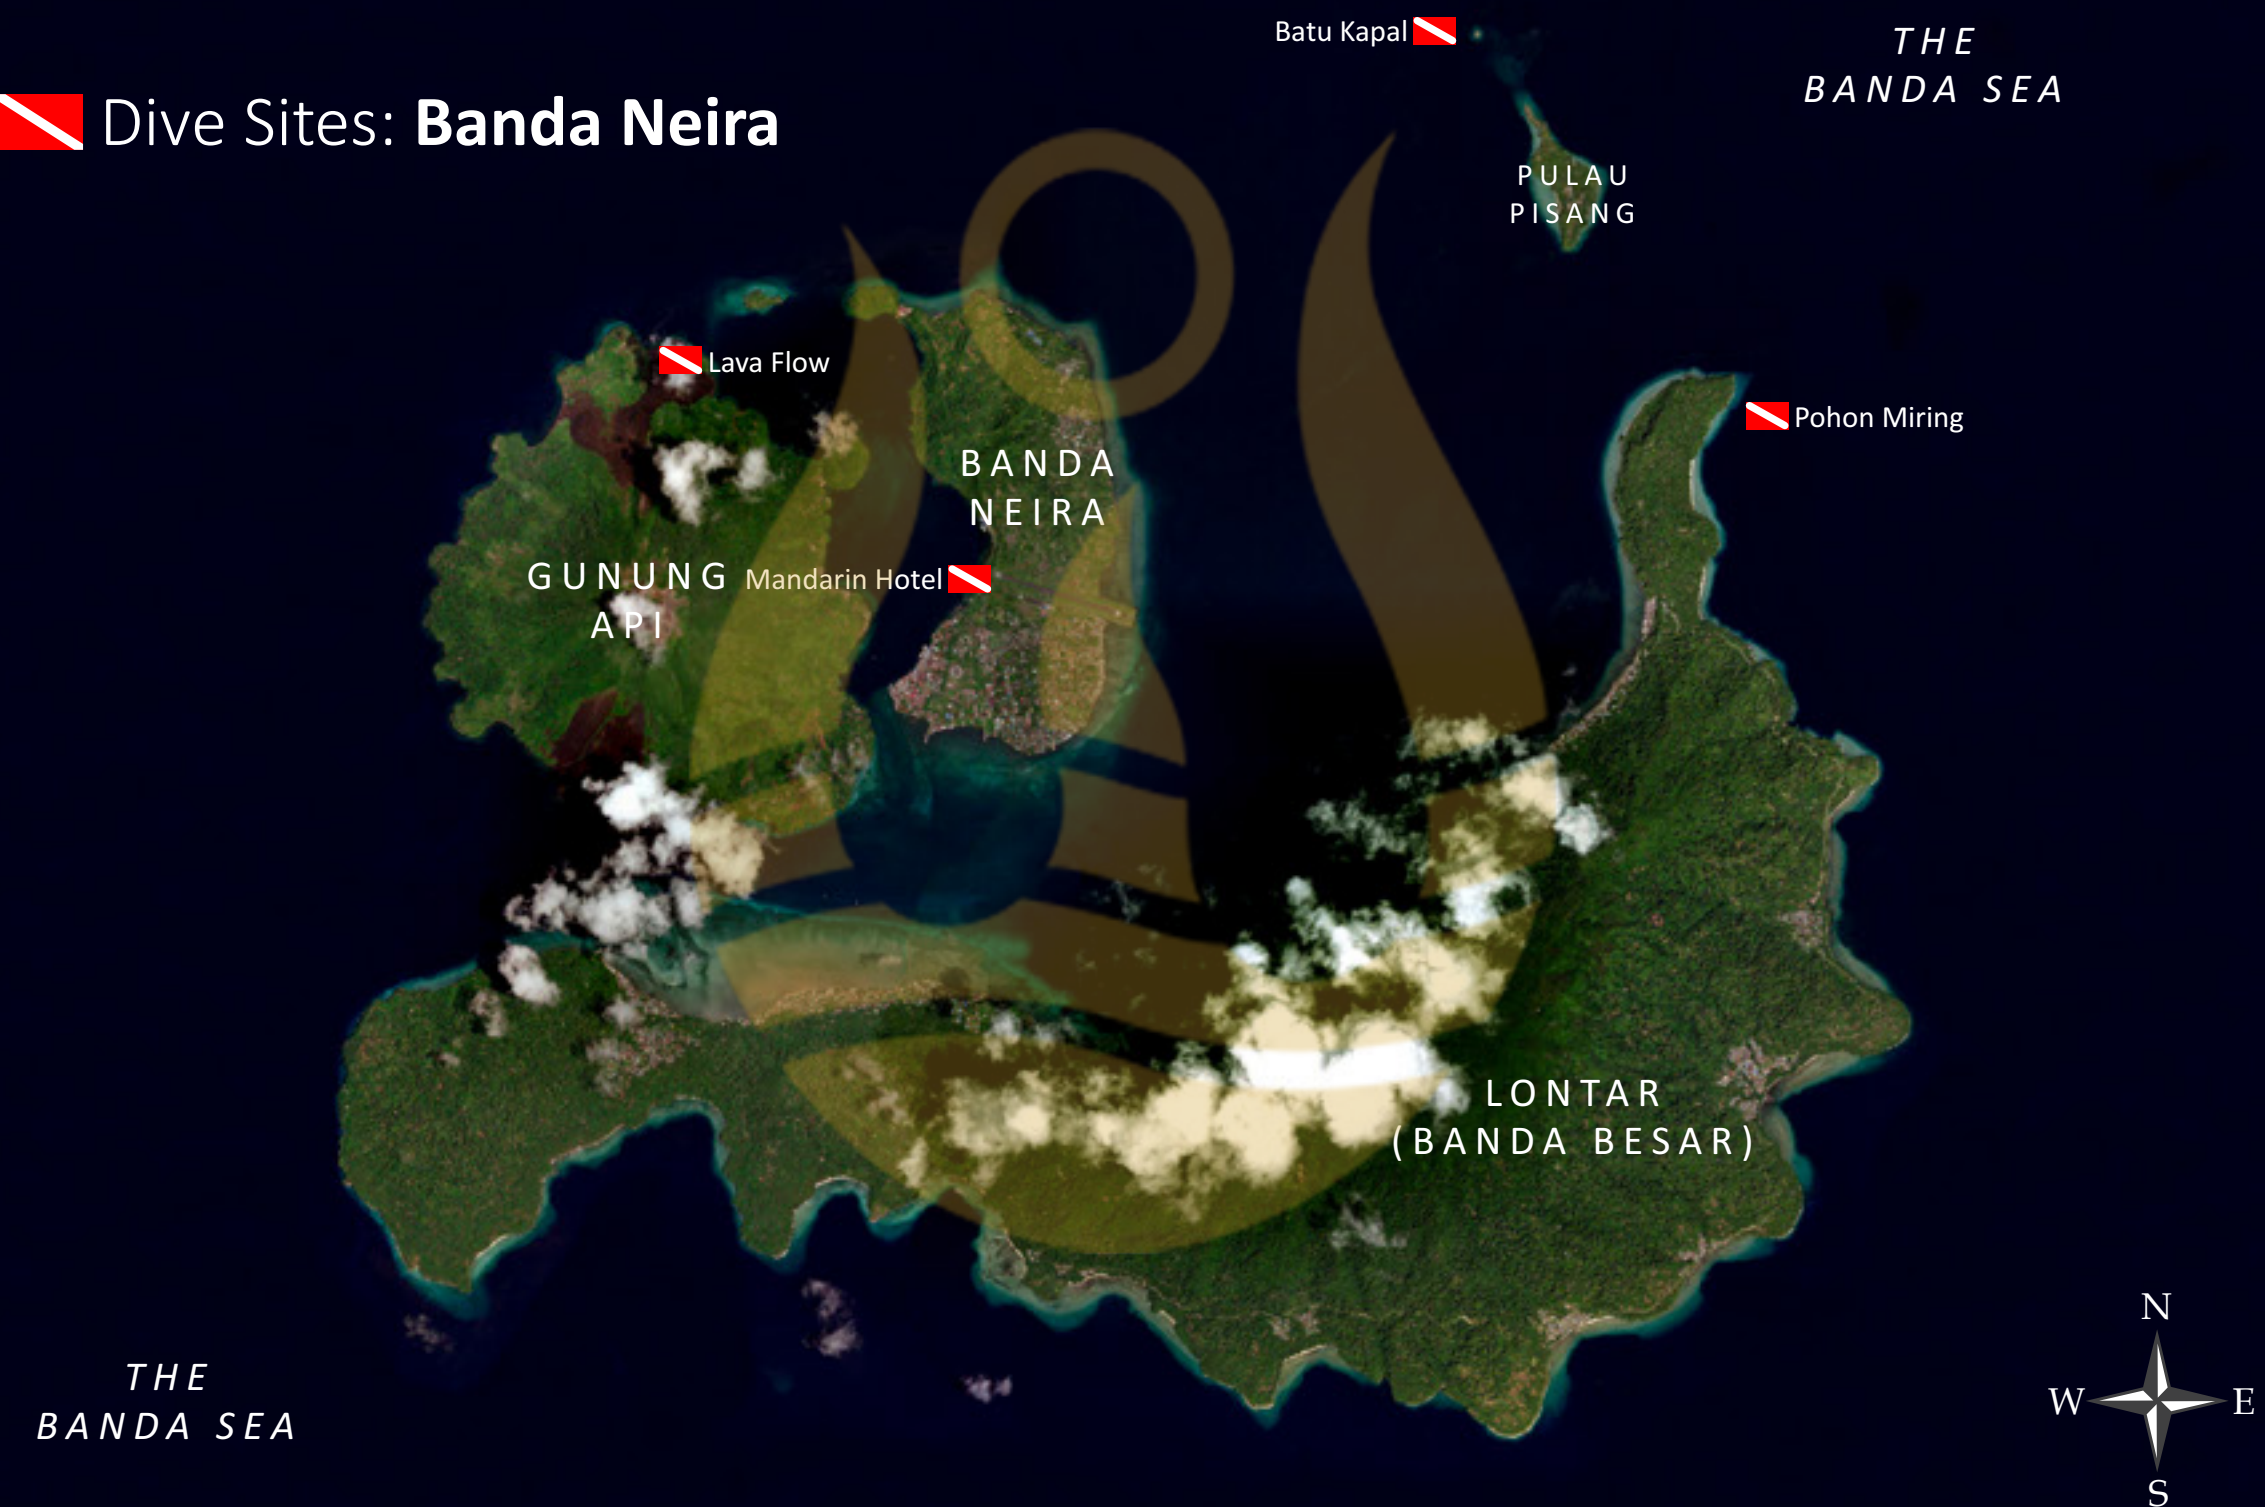 Batu Kapal
THE
BANDA SEA
Dive Sites: Banda Neira
PULAU
PISANG
Lava Flow
Pohon Miring
BANDA
NEIRA
GUNUNG
API
Mandarin Hotel
LONTAR
(BANDA BESAR)
THE
BANDA SEA
N
W
E
S